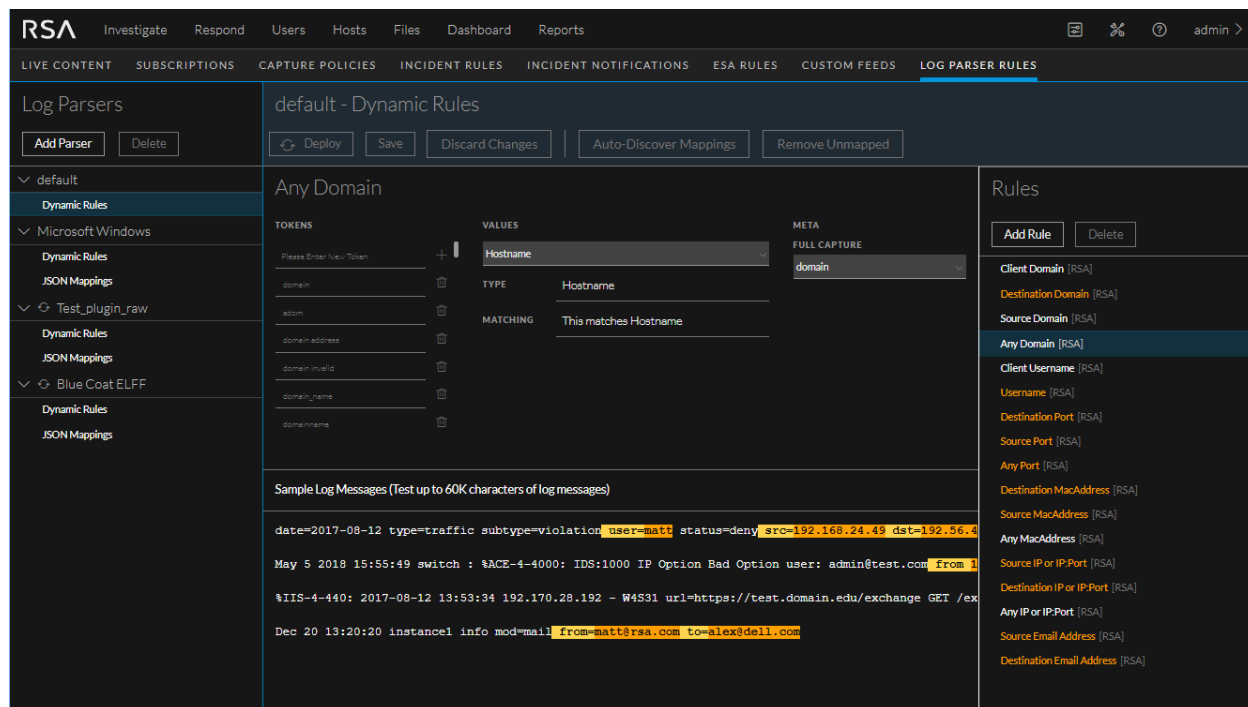 RSA Investigate Respond Users Hosts Files Dashboard Reports admin >
LIVE CONTENT SUBSCRIPTIONS CAPTURE POLICIES INCIDENT RULES INCIDENT NOTIFICATIONS ESA RULES CUSTOM FEEDS LOG PARSER RULES
Log Parsers
Add Parser Delete
default
Dynamic Rules
Microsoft Windows
Dynamic Rules
JSON Mappings
Test_plugin_raw
Dynamic Rules
JSON Mappings
Blue Coat ELFF
Dynamic Rules
JSON Mappings
default - Dynamic Rules
Deploy Save Discard Changes Auto-Discover Mappings Remove Unmapped
Any Domain
TOKENS
Please Enter New Token
domain
adom
domain address
domain invalid
domain_name
domainname
VALUES
Hostname
TYPE Hostname
MATCHING This matches Hostname
META
FULL CAPTURE
domain
Sample Log Messages (Test up to 60K characters of log messages)
date=2017-08-12 type=traffic subtype=violation user=matt status=deny src=192.168.24.49 dst=192.56.4
May 5 2018 15:55:49 switch : %ACE-4-4000: IDS:1000 IP Option Bad Option user: admin@test.com from 1
%IIS-4-440: 2017-08-12 13:53:34 192.170.28.192 - W4S31 url=https://test.domain.edu/exchange GET /ex
Dec 20 13:20:20 instance1 info mod=mail from=matt@rsa.com to=alex@dell.com
Rules
Add Rule Delete
Client Domain [RSA]
Destination Domain [RSA]
Source Domain [RSA]
Any Domain [RSA]
Client Username [RSA]
Username [RSA]
Destination Port [RSA]
Source Port [RSA]
Any Port [RSA]
Destination MacAddress [RSA]
Source MacAddress [RSA]
Any MacAddress [RSA]
Source IP or IP:Port [RSA]
Destination IP or IP:Port [RSA]
Any IP or IP:Port [RSA]
Source Email Address [RSA]
Destination Email Address [RSA]